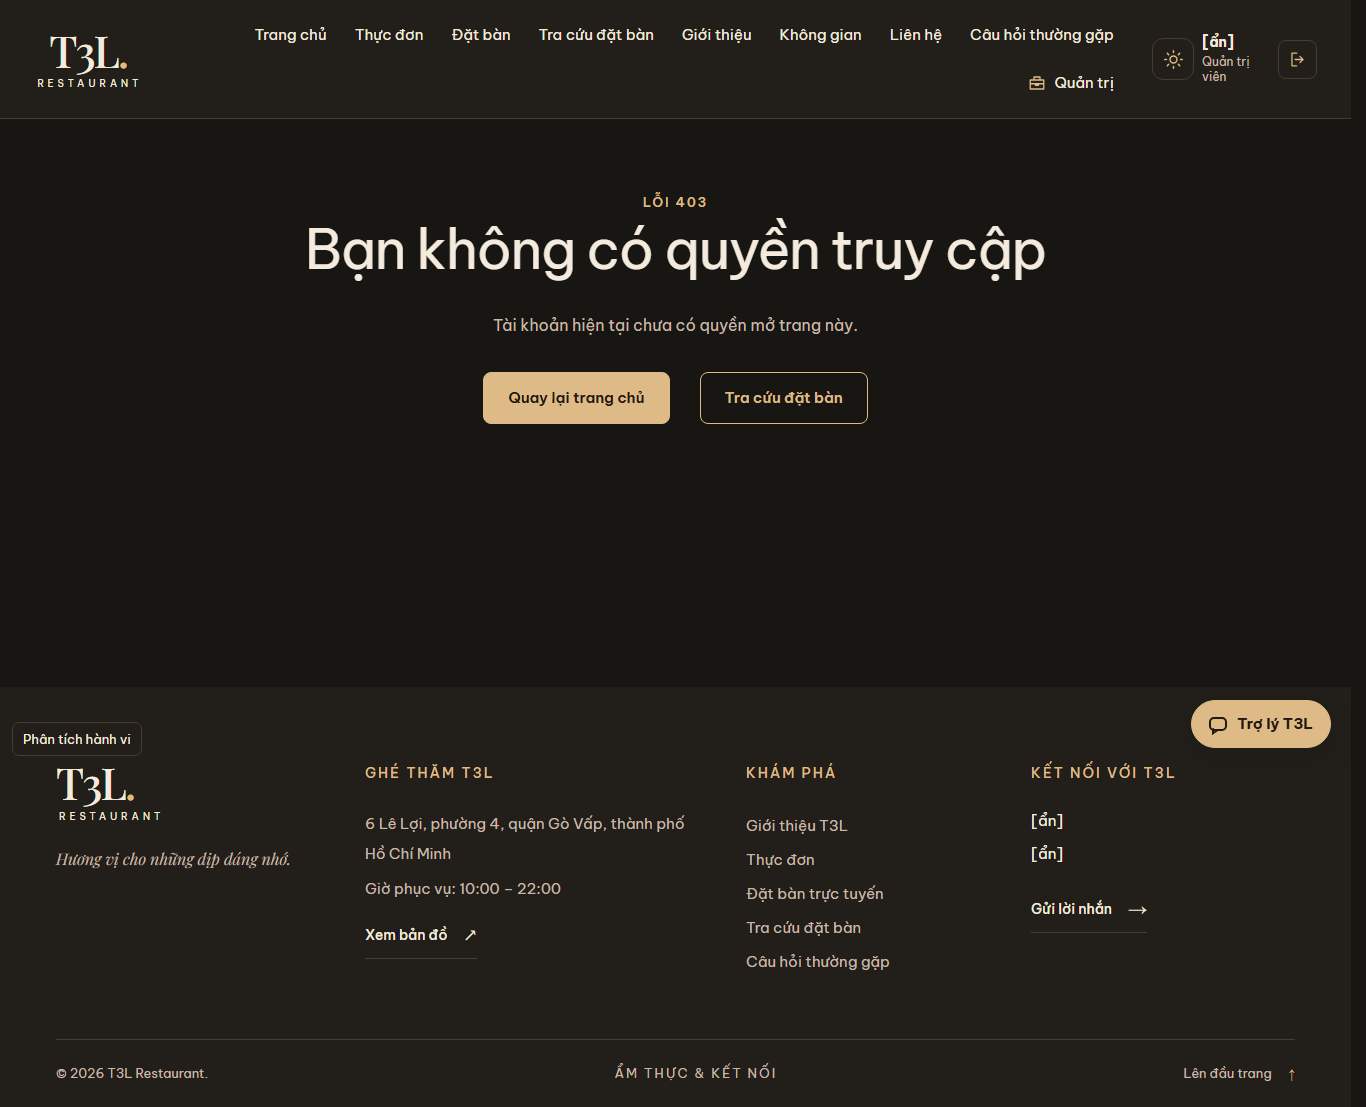 T3L.
RESTAURANT
Trang chủ
Thực đơn
Đặt bàn
Tra cứu đặt bàn
Giới thiệu
Không gian
Liên hệ
Câu hỏi thường gặp
Quản trị
[ẩn]
Quản trị
viên
LỖI 403
Bạn không có quyền truy cập
Tài khoản hiện tại chưa có quyền mở trang này.
Quay lại trang chủ
Tra cứu đặt bàn
Trợ lý T3L
Phân tích hành vi
T3L.
RESTAURANT
Hương vị cho những dịp đáng nhớ.
GHÉ THĂM T3L
6 Lê Lợi, phường 4, quận Gò Vấp, thành phố
Hồ Chí Minh
Giờ phục vụ: 10:00 – 22:00
Xem bản đồ ↗
KHÁM PHÁ
Giới thiệu T3L
Thực đơn
Đặt bàn trực tuyến
Tra cứu đặt bàn
Câu hỏi thường gặp
KẾT NỐI VỚI T3L
[ẩn]
[ẩn]
Gửi lời nhắn →
© 2026 T3L Restaurant.
ẨM THỰC & KẾT NỐI
Lên đầu trang ↑